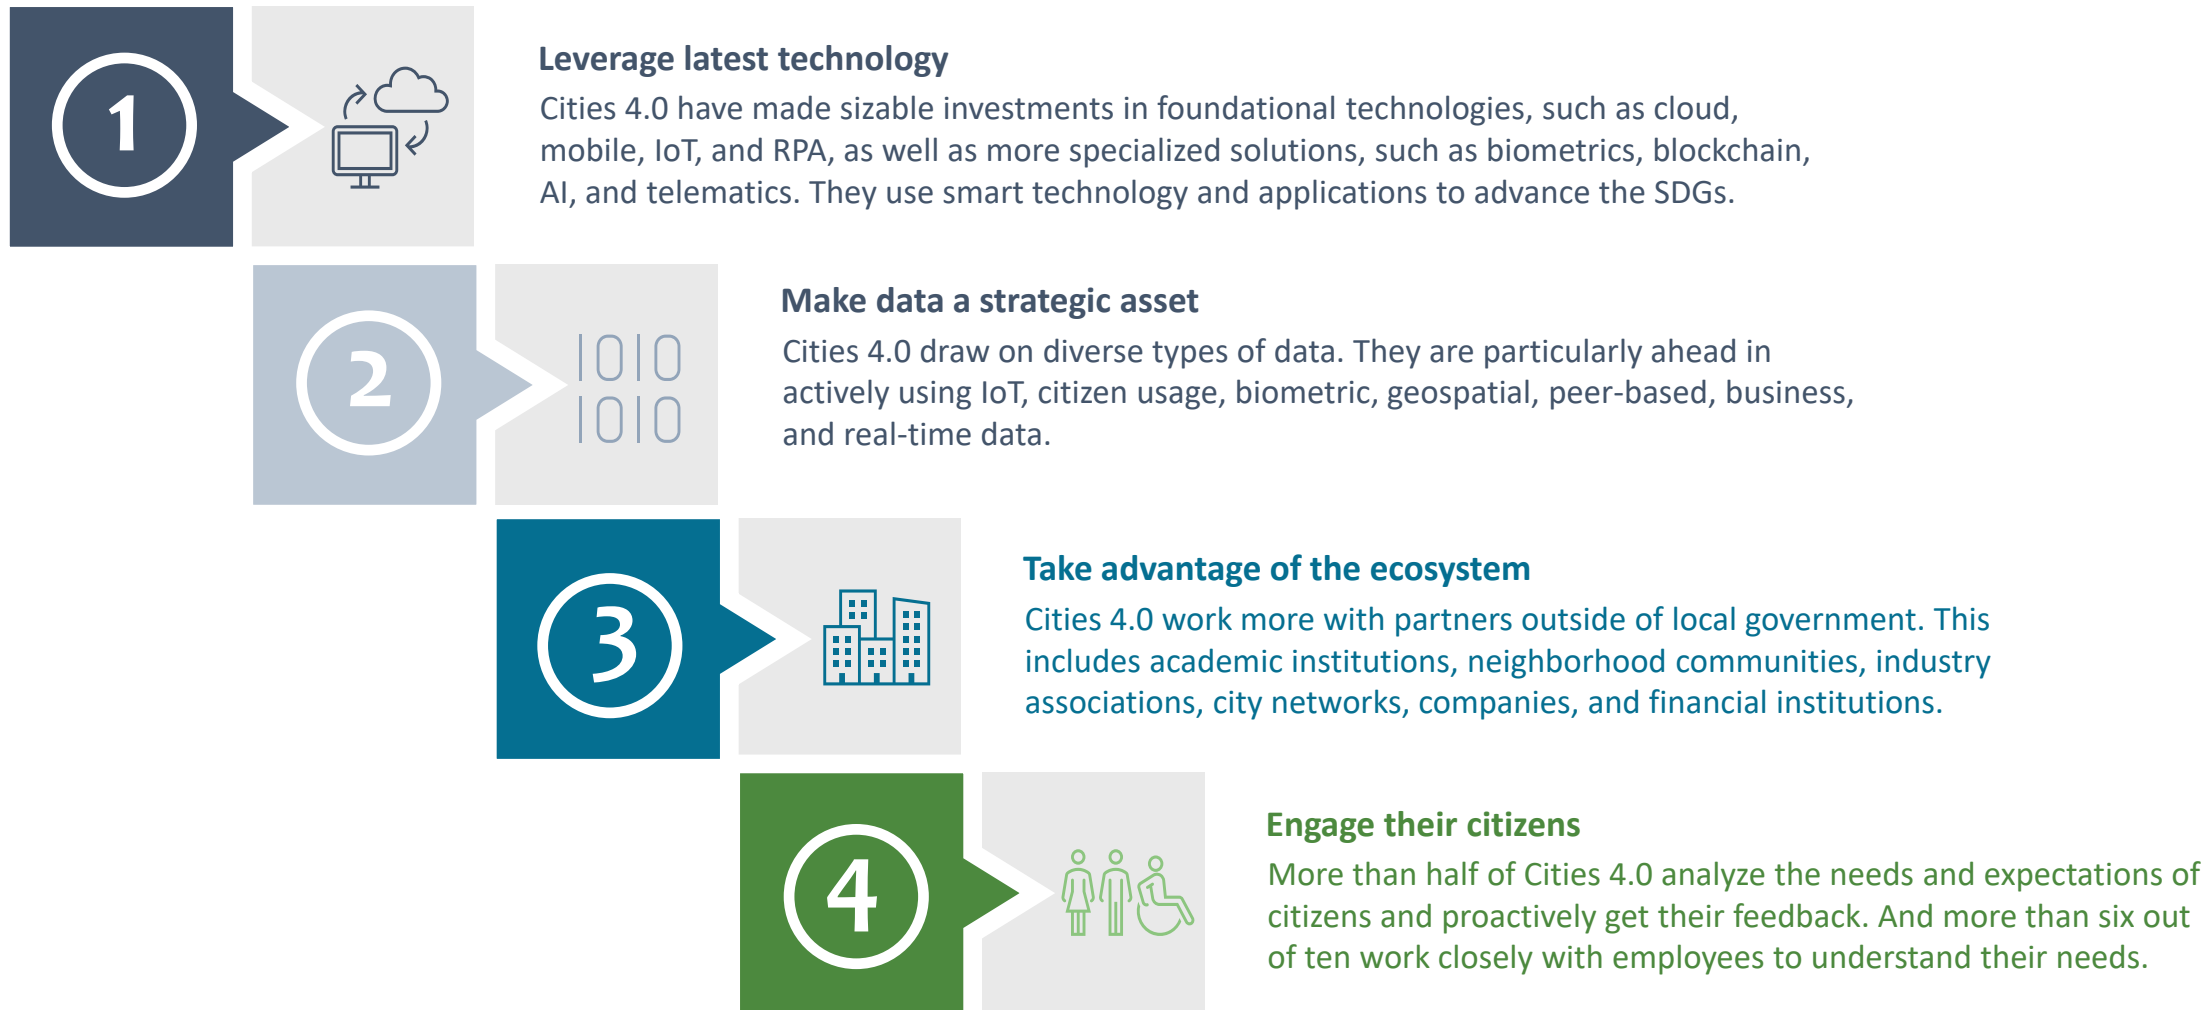 1
Leverage latest technology
Cities 4.0 have made sizable investments in foundational technologies, such as cloud,
mobile, IoT, and RPA, as well as more specialized solutions, such as biometrics, blockchain,
AI, and telematics. They use smart technology and applications to advance the SDGs.
2
1010
1010
Make data a strategic asset
Cities 4.0 draw on diverse types of data. They are particularly ahead in
actively using IoT, citizen usage, biometric, geospatial, peer-based, business,
and real-time data.
3
Take advantage of the ecosystem
Cities 4.0 work more with partners outside of local government. This
includes academic institutions, neighborhood communities, industry
associations, city networks, companies, and financial institutions.
4
Engage their citizens
More than half of Cities 4.0 analyze the needs and expectations of
citizens and proactively get their feedback. And more than six out
of ten work closely with employees to understand their needs.